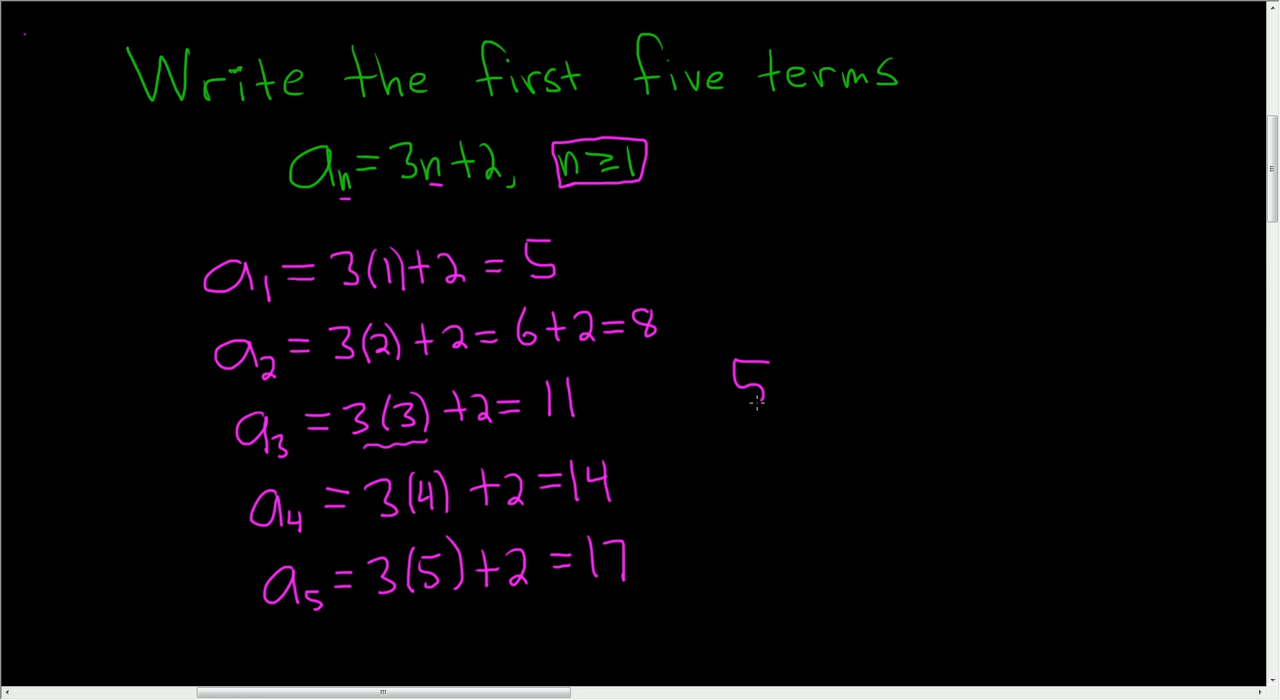 Write the first five terms
aₙ = 3n + 2, n ≥ 1
a₁ = 3(1) + 2 = 5
a₂ = 3(2) + 2 = 6 + 2 = 8
5
a₃ = 3(3) + 2 = 11
a₄ = 3(4) + 2 = 14
a₅ = 3(5) + 2 = 17